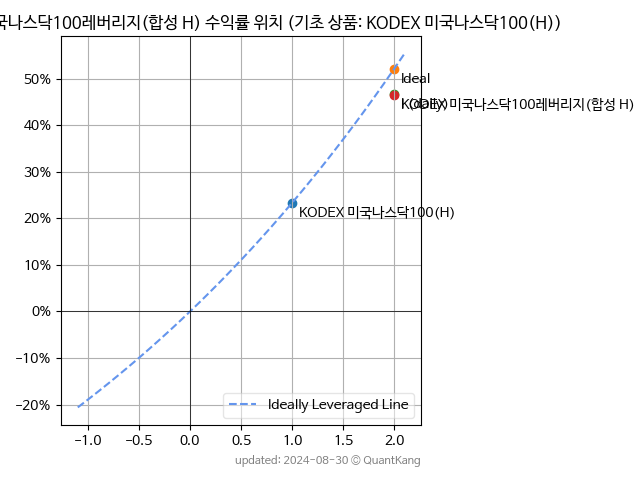 국나스닥100레버리지(합성 H) 수익률 위치 (기초 상품: KODEX 미국나스닥100(H))
50%
40%
30%
20%
10%
0%
−10%
−20%
Ideal
KODEX 미국나스닥100레버리지(합성 H)
KODEX 미국나스닥100(H)
Ideally Leveraged Line
−1.0 −0.5 0.0 0.5 1.0 1.5 2.0
updated: 2024-08-30 © QuantKang